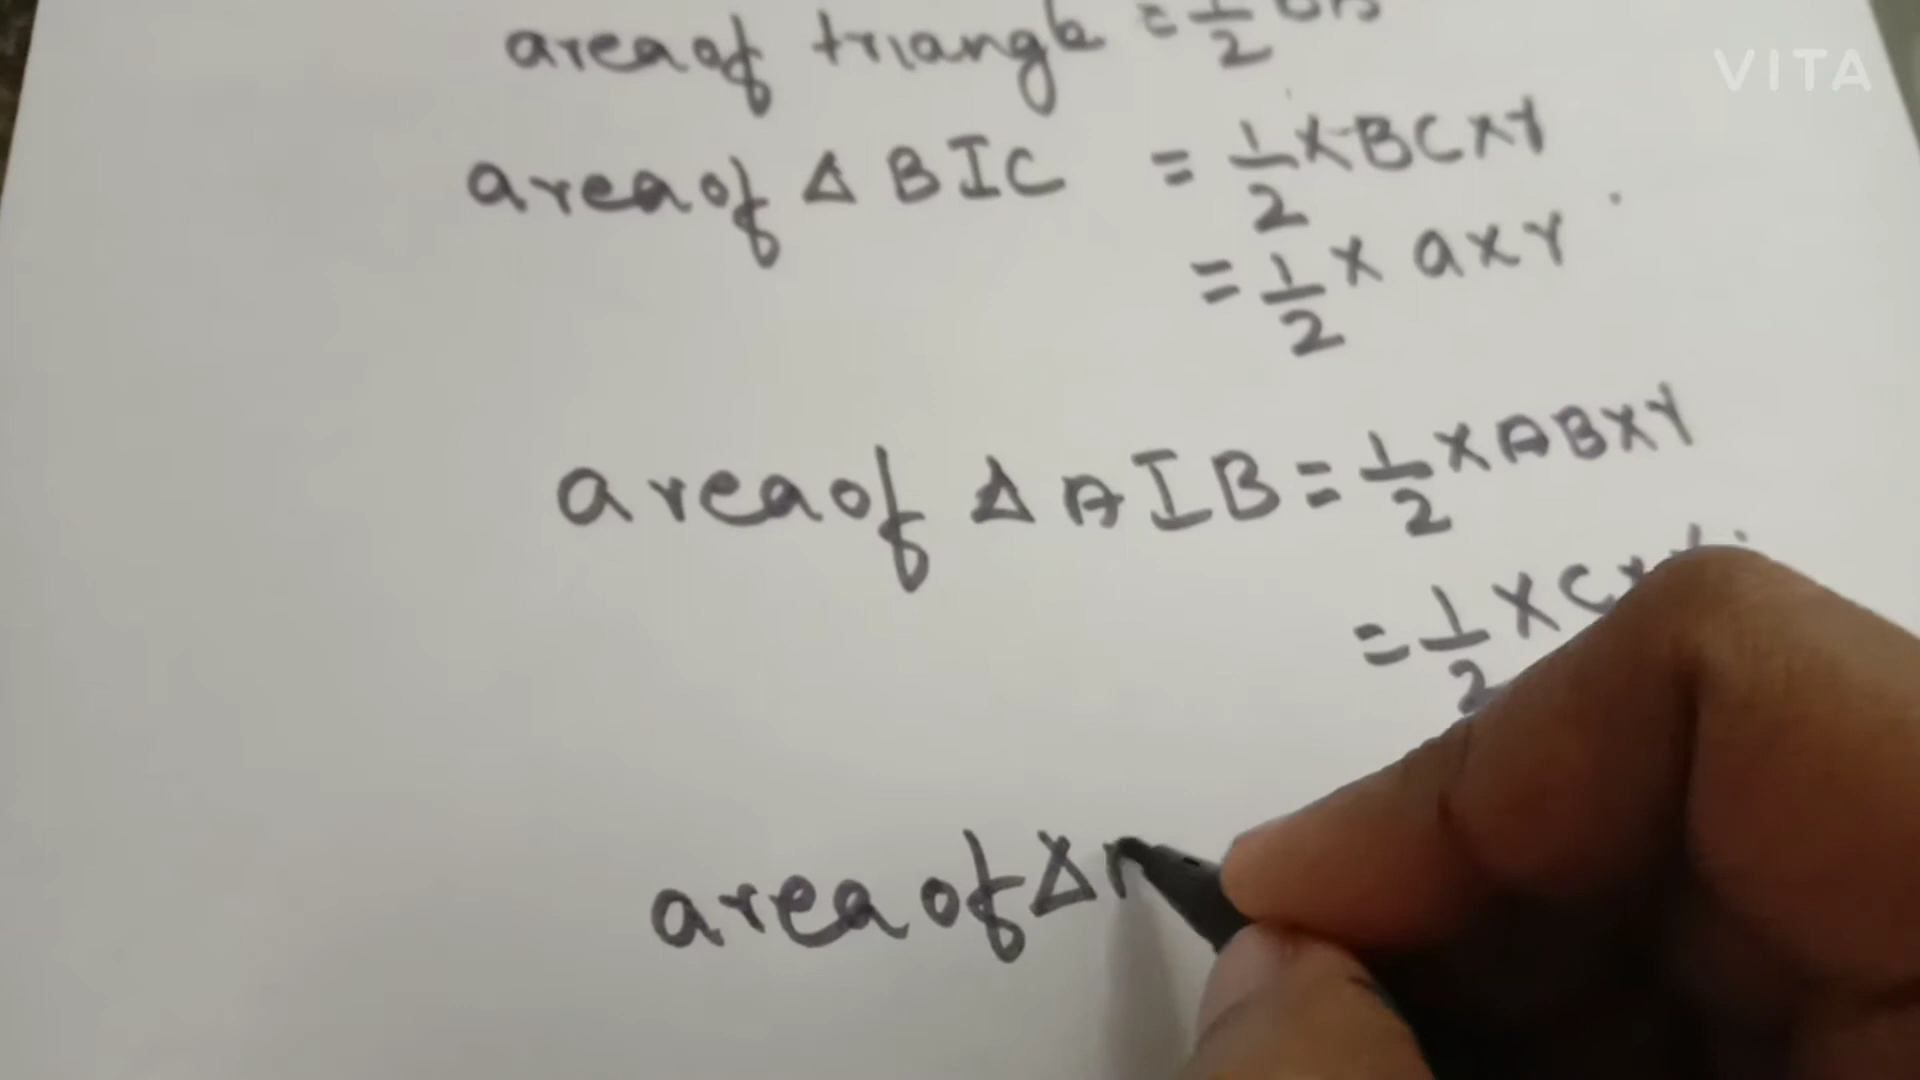 area of triangle = 1/2
VITA
area of Δ BIC = 1/2 × BC × r
= 1/2 × a × r
area of Δ AIB = 1/2 × AB × r
= 1/2 × c ×
area of Δ